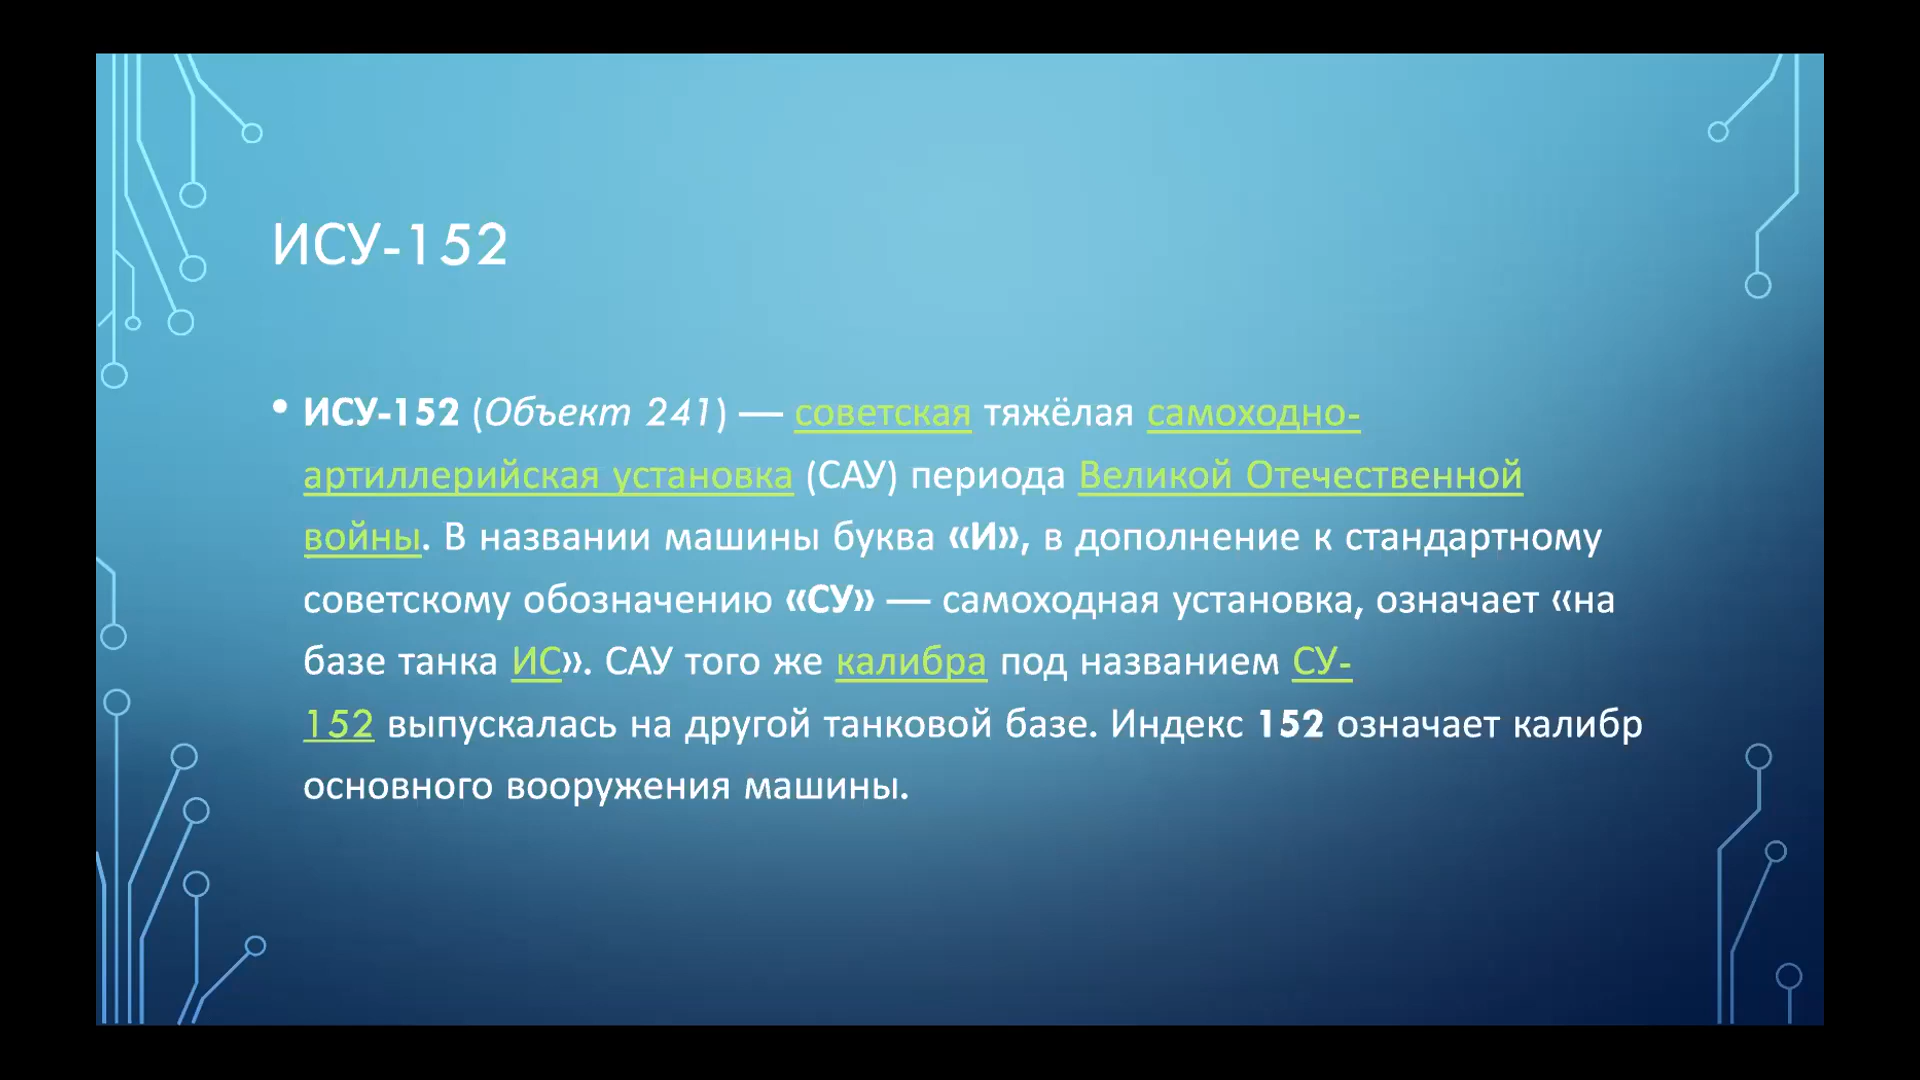 ИСУ-152
• ИСУ-152 (Объект 241) — советская тяжёлая самоходно-
артиллерийская установка (САУ) периода Великой Отечественной
войны. В названии машины буква «И», в дополнение к стандартному
советскому обозначению «СУ» — самоходная установка, означает «на
базе танка ИС». САУ того же калибра под названием СУ-
152 выпускалась на другой танковой базе. Индекс 152 означает калибр
основного вооружения машины.